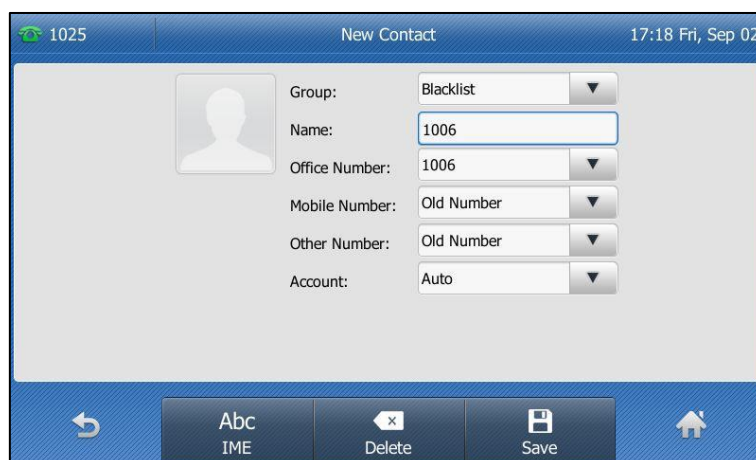 1025 New Contact 17:18 Fri, Sep 02
Group: Blacklist
Name: 1006
Office Number: 1006
Mobile Number: Old Number
Other Number: Old Number
Account: Auto
Abc
IME Delete Save